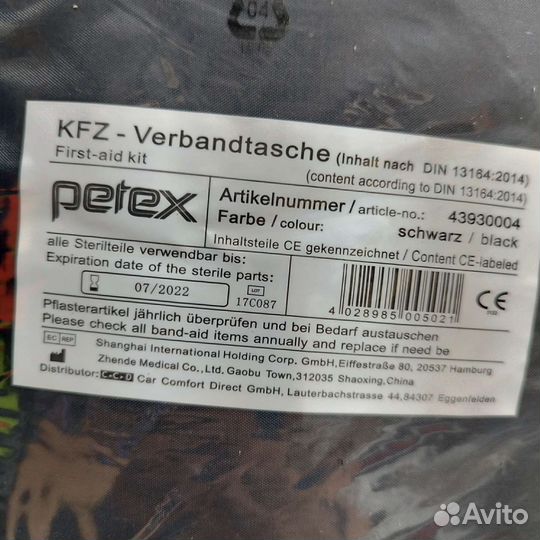 04
KFZ - Verbandtasche (Inhalt nach DIN 13164:2014)
First-aid kit (content according to DIN 13164:2014)
petex
Artikelnummer / article-no.: 43930004
Farbe / colour: schwarz / black
Inhaltsteile CE gekennzeichnet / Content CE-labeled
alle Sterilteile verwendbar bis:
Expiration date of the sterile parts:
07/2022
LOT
17C087
4 028985 005021
CE
Pflasterartikel jährlich überprüfen und bei Bedarf austauschen
Please check all band-aid items annually and replace if need be
EC REP Shanghai International Holding Corp. GmbH,Eiffestraße 80, 20537 Hamburg
Zhende Medical Co.,Ltd, Gaobu Town,312035 Shaoxing,China
Distributor: C•C•D Car Comfort Direct GmbH, Lauterbachstrasse 44,84307 Eggenfelden
Avito